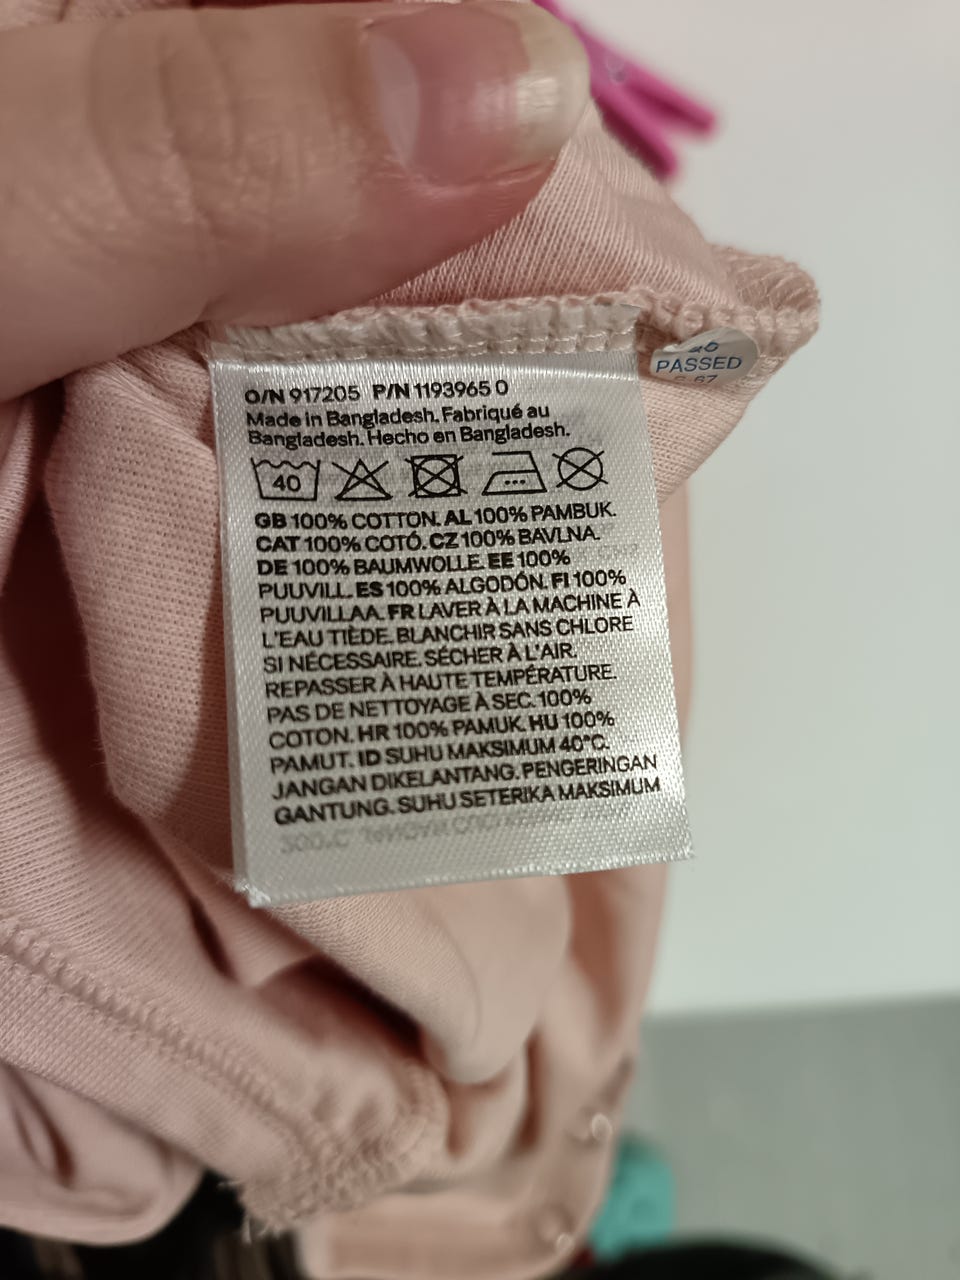 O/N 917205 P/N 1193965 0
Made in Bangladesh. Fabriqué au
Bangladesh. Hecho en Bangladesh.
40
GB 100% COTTON. AL 100% PAMBUK.
CAT 100% COTÓ. CZ 100% BAVLNA.
DE 100% BAUMWOLLE. EE 100%
PUUVILL. ES 100% ALGODÓN. FI 100%
PUUVILLAA. FR LAVER À LA MACHINE À
L'EAU TIÈDE. BLANCHIR SANS CHLORE
SI NÉCESSAIRE. SÉCHER À L'AIR.
REPASSER À HAUTE TEMPÉRATURE.
PAS DE NETTOYAGE À SEC. 100%
COTON. HR 100% PAMUK. HU 100%
PAMUT. ID SUHU MAKSIMUM 40°C.
JANGAN DIKELANTANG. PENGERINGAN
GANTUNG. SUHU SETERIKA MAKSIMUM
PASSED